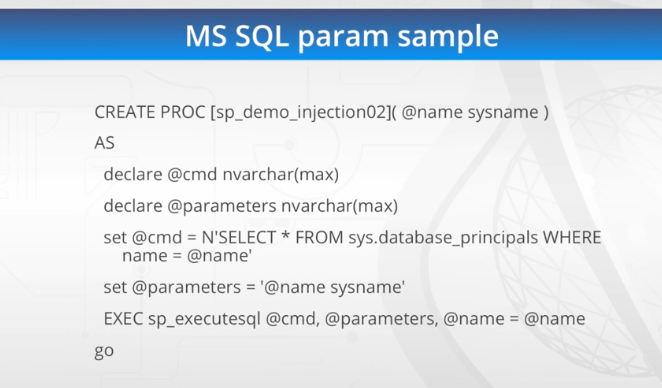 MS SQL param sample
CREATE PROC [sp_demo_injection02]( @name sysname )
AS
declare @cmd nvarchar(max)
declare @parameters nvarchar(max)
set @cmd = N'SELECT * FROM sys.database_principals WHERE
name = @name'
set @parameters = '@name sysname'
EXEC sp_executesql @cmd, @parameters, @name = @name
go